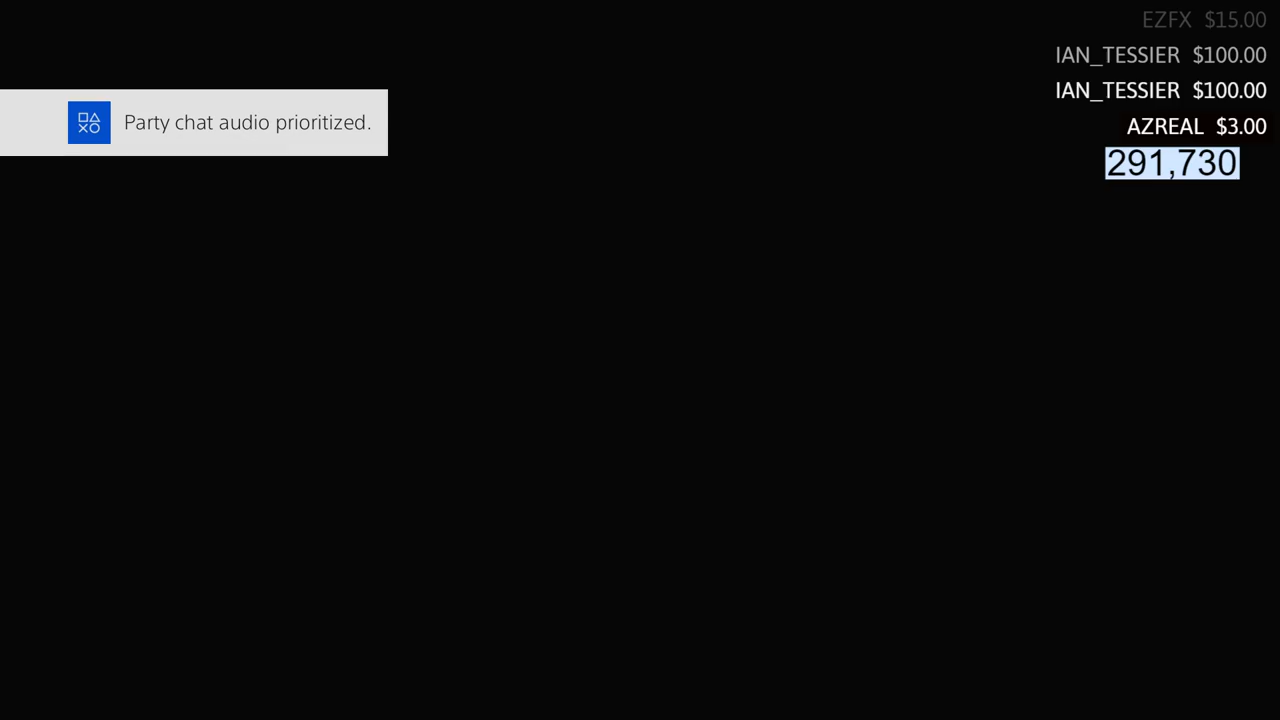 EZFX $15.00
IAN_TESSIER $100.00
IAN_TESSIER $100.00
Party chat audio prioritized.
AZREAL $3.00
291,730